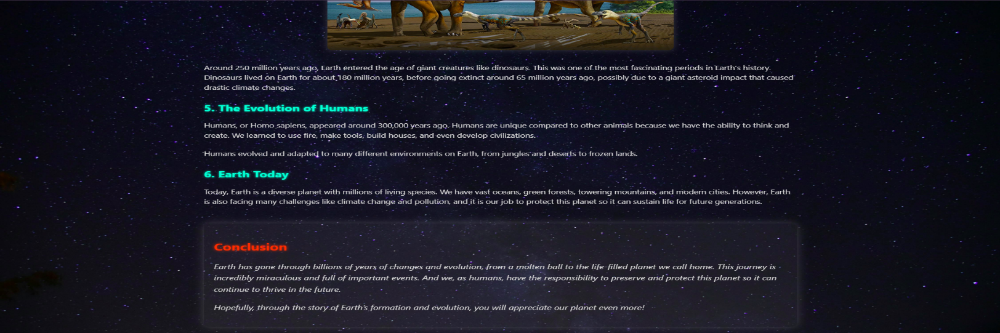 Around 250 million years ago, Earth entered the age of giant creatures like dinosaurs. This was one of the most fascinating periods in Earth's history.
Dinosaurs lived on Earth for about 180 million years, before going extinct around 65 million years ago, possibly due to a giant asteroid impact that caused
drastic climate changes.
5. The Evolution of Humans
Humans, or Homo sapiens, appeared around 300,000 years ago. Humans are unique compared to other animals because we have the ability to think and
create. We learned to use fire, make tools, build houses, and even develop civilizations.
Humans evolved and adapted to many different environments on Earth, from jungles and deserts to frozen lands.
6. Earth Today
Today, Earth is a diverse planet with millions of living species. We have vast oceans, green forests, towering mountains, and modern cities. However, Earth
is also facing many challenges like climate change and pollution, and it is our job to protect this planet so it can sustain life for future generations.
Conclusion
Earth has gone through billions of years of changes and evolution, from a molten ball to the life-filled planet we call home. This journey is
incredibly miraculous and full of important events. And we, as humans, have the responsibility to preserve and protect this planet so it can
continue to thrive in the future.
Hopefully, through the story of Earth's formation and evolution, you will appreciate our planet even more!